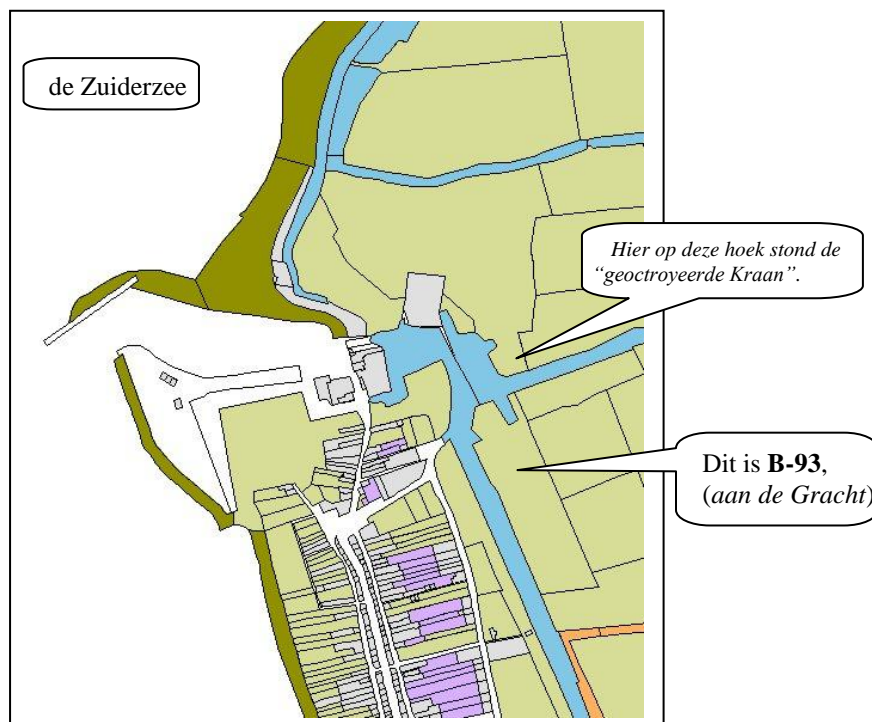 de Zuiderzee
Hier op deze hoek stond de
“geoctroyeerde Kraan”.
Dit is B-93,
(aan de Gracht)